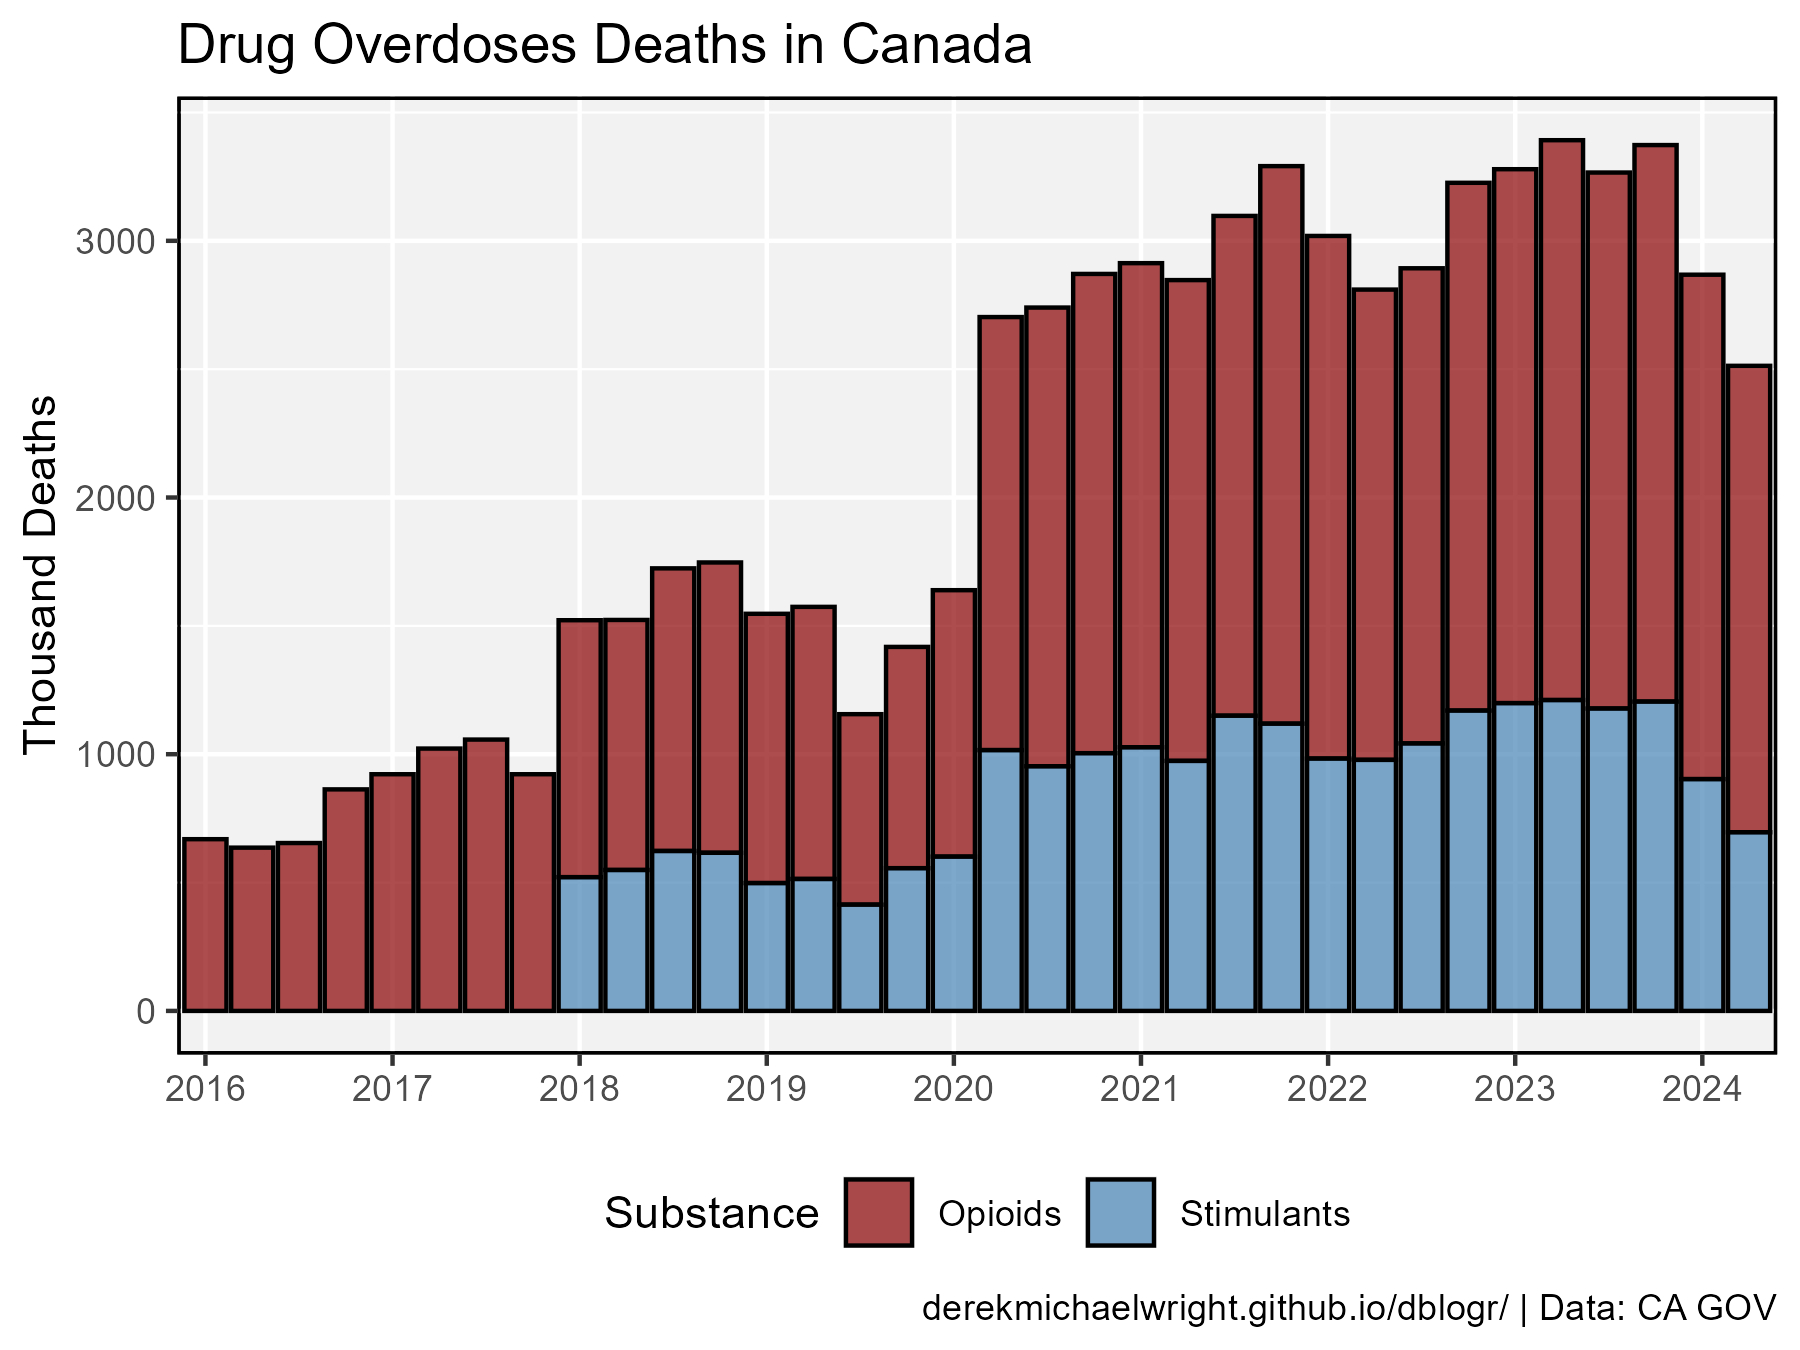 Drug Overdoses Deaths in Canada
Thousand Deaths
3000
2000
1000
0
2016 2017 2018 2019 2020 2021 2022 2023 2024
Substance Opioids Stimulants
derekmichaelwright.github.io/dblogr/ | Data: CA GOV